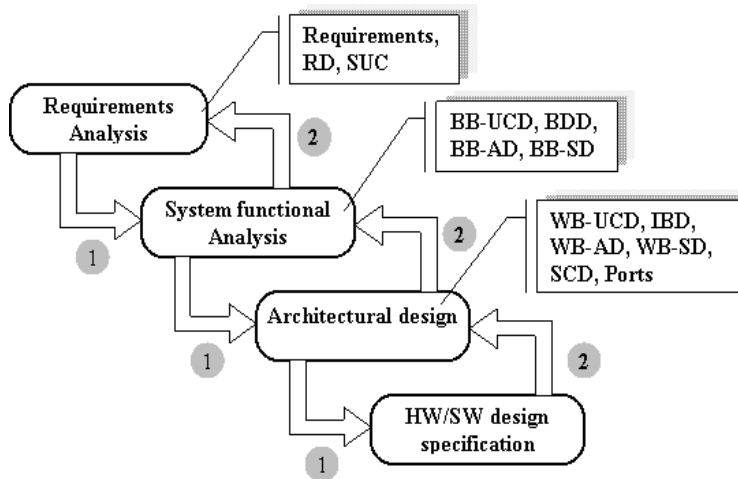 Requirements,
RD, SUC
Requirements
Analysis
2
BB-UCD, BDD,
BB-AD, BB-SD
System functional
Analysis
1
2
WB-UCD, IBD,
WB-AD, WB-SD,
SCD, Ports
Architectural design
1
2
HW/SW design
specification
1